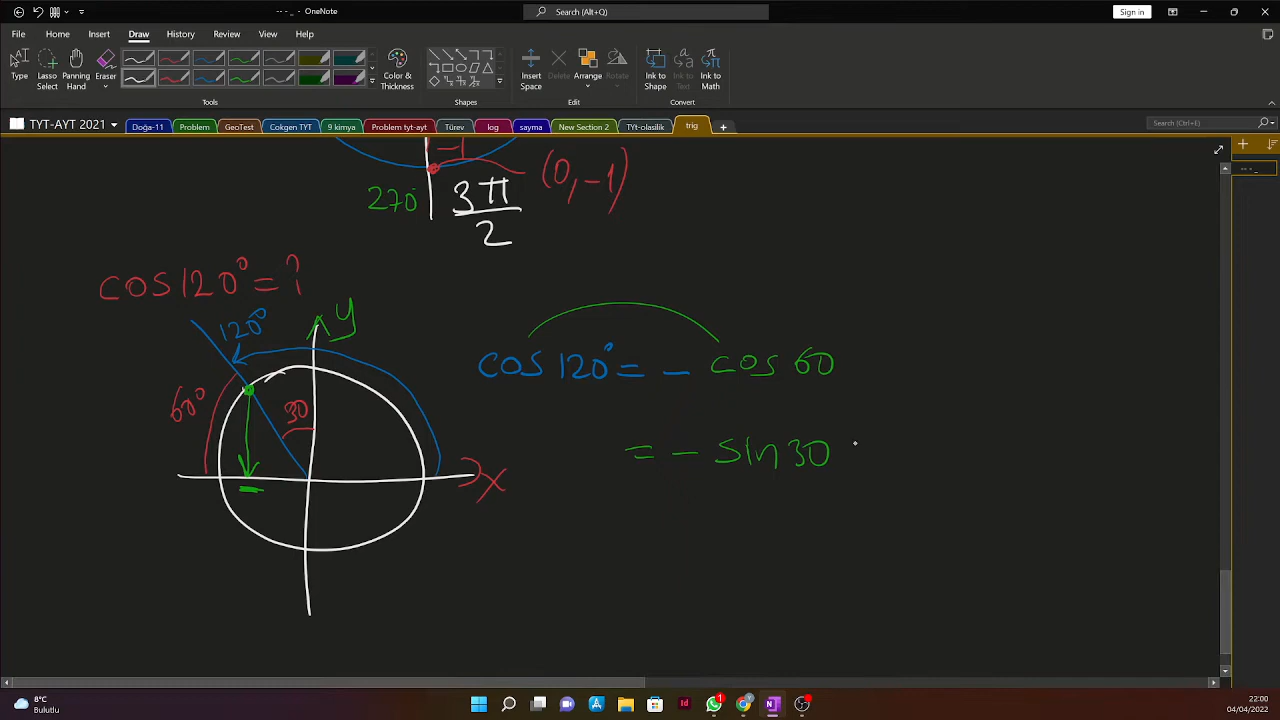 -- -_ - OneNote
Search (Alt+Q)
Sign in
File Home Insert Draw History Review View Help
Type
Lasso Select
Panning Hand
Eraser
Color & Thickness
Insert Space
Delete
Arrange
Rotate
Ink to Shape
Ink to Text
Ink to Math
Tools
Shapes
Edit
Convert
TYT-AYT 2021
Doğa-11
Problem
GeoTest
Cokgen TYT
9 kimya
Problem tyt-ayt
Türev
log
sayma
New Section 2
TYt-olasilik
trig
Search (Ctrl+E)
-- -_
-1
(0,-1)
270°
3π
2
cos120°=?
120°
y
60°
30
x
cos 120° = - cos 60
= - sin 30
8°C
Bulutlu
1
22:00
04/04/2022